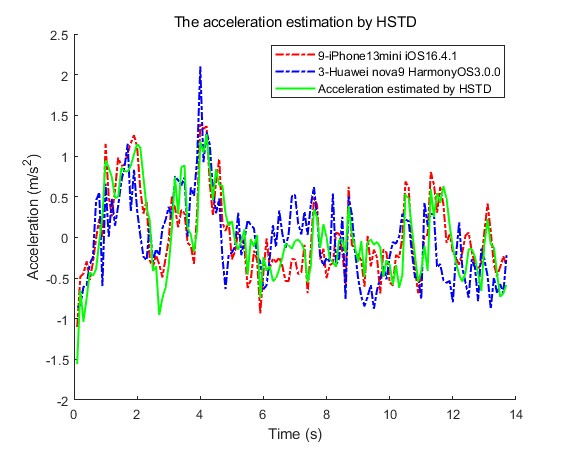 The acceleration estimation by HSTD
9-iPhone13mini iOS16.4.1
3-Huawei nova9 HarmonyOS3.0.0
Acceleration estimated by HSTD
Acceleration (m/s²)
2.5
2
1.5
1
0.5
0
-0.5
-1
-1.5
-2
0 2 4 6 8 10 12 14
Time (s)